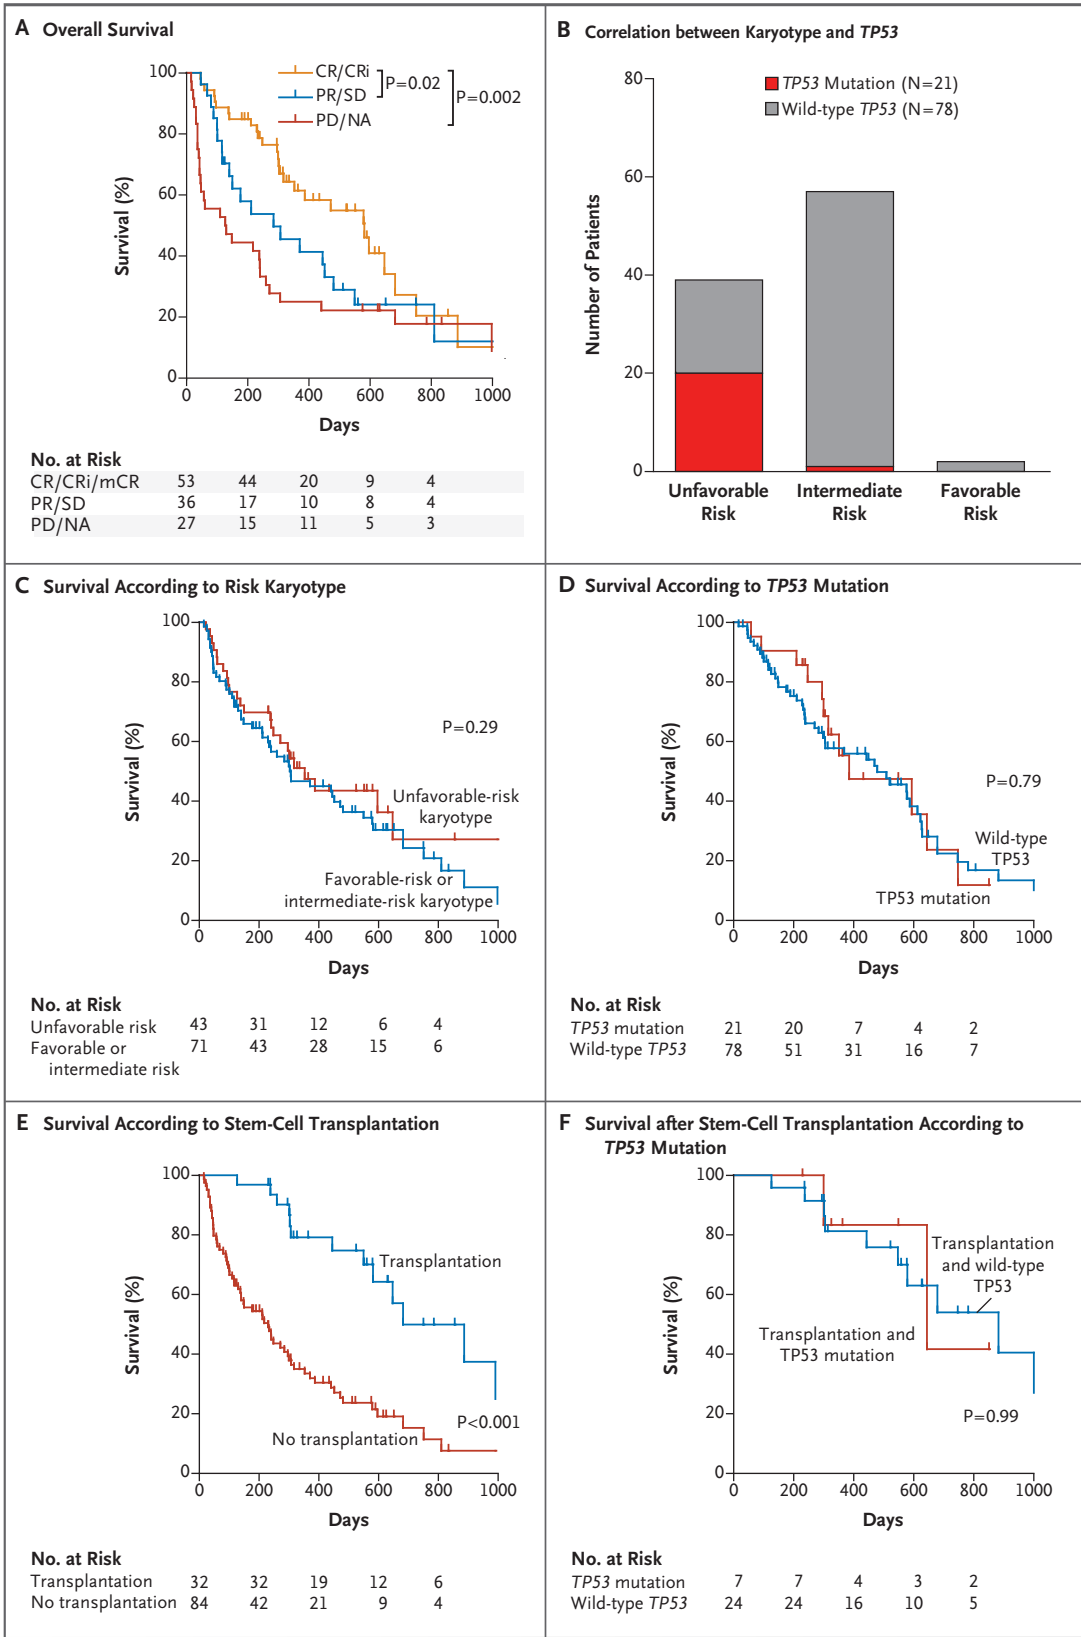 A Overall Survival
100
80
60
40
20
0
Survival (%)
CR/CRi
PR/SD
PD/NA
P=0.02
P=0.002
0 200 400 600 800 1000
Days
No. at Risk
CR/CRi/mCR 53 44 20 9 4
PR/SD 36 17 10 8 4
PD/NA 27 15 11 5 3
B Correlation between Karyotype and TP53
80
60
40
20
0
Number of Patients
TP53 Mutation (N=21)
Wild-type TP53 (N=78)
Unfavorable Risk
Intermediate Risk
Favorable Risk
C Survival According to Risk Karyotype
100
80
60
40
20
0
Survival (%)
P=0.29
Unfavorable-risk
karyotype
Favorable-risk or
intermediate-risk karyotype
0 200 400 600 800 1000
Days
No. at Risk
Unfavorable risk 43 31 12 6 4
Favorable or 71 43 28 15 6
intermediate risk
D Survival According to TP53 Mutation
100
80
60
40
20
0
Survival (%)
P=0.79
Wild-type
TP53
TP53 mutation
0 200 400 600 800 1000
Days
No. at Risk
TP53 mutation 21 20 7 4 2
Wild-type TP53 78 51 31 16 7
E Survival According to Stem-Cell Transplantation
100
80
60
40
20
0
Survival (%)
Transplantation
P<0.001
No transplantation
0 200 400 600 800 1000
Days
No. at Risk
Transplantation 32 32 19 12 6
No transplantation 84 42 21 9 4
F Survival after Stem-Cell Transplantation According to
TP53 Mutation
100
80
60
40
20
0
Survival (%)
Transplantation
and wild-type
TP53
Transplantation and
TP53 mutation
P=0.99
0 200 400 600 800 1000
Days
No. at Risk
TP53 mutation 7 7 4 3 2
Wild-type TP53 24 24 16 10 5